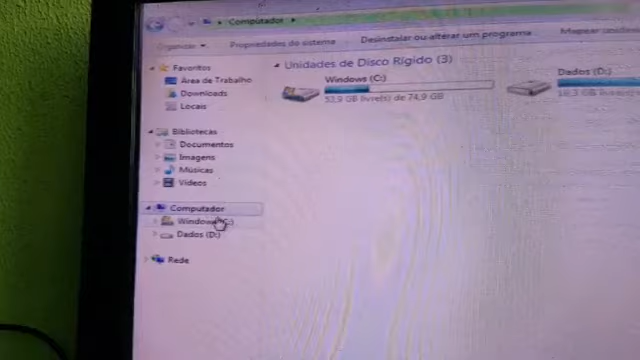 Computador
Organizar
Propriedades do sistema
Desinstalar ou alterar um programa
Mapear
Favoritos
Área de Trabalho
Downloads
Locais
Bibliotecas
Documentos
Imagens
Músicas
Vídeos
Computador
Windows (C:)
Dados (D:)
Rede
Unidades de Disco Rígido (3)
Windows (C:)
53,9 GB livre(s) de 74,9 GB
Dados (D:)